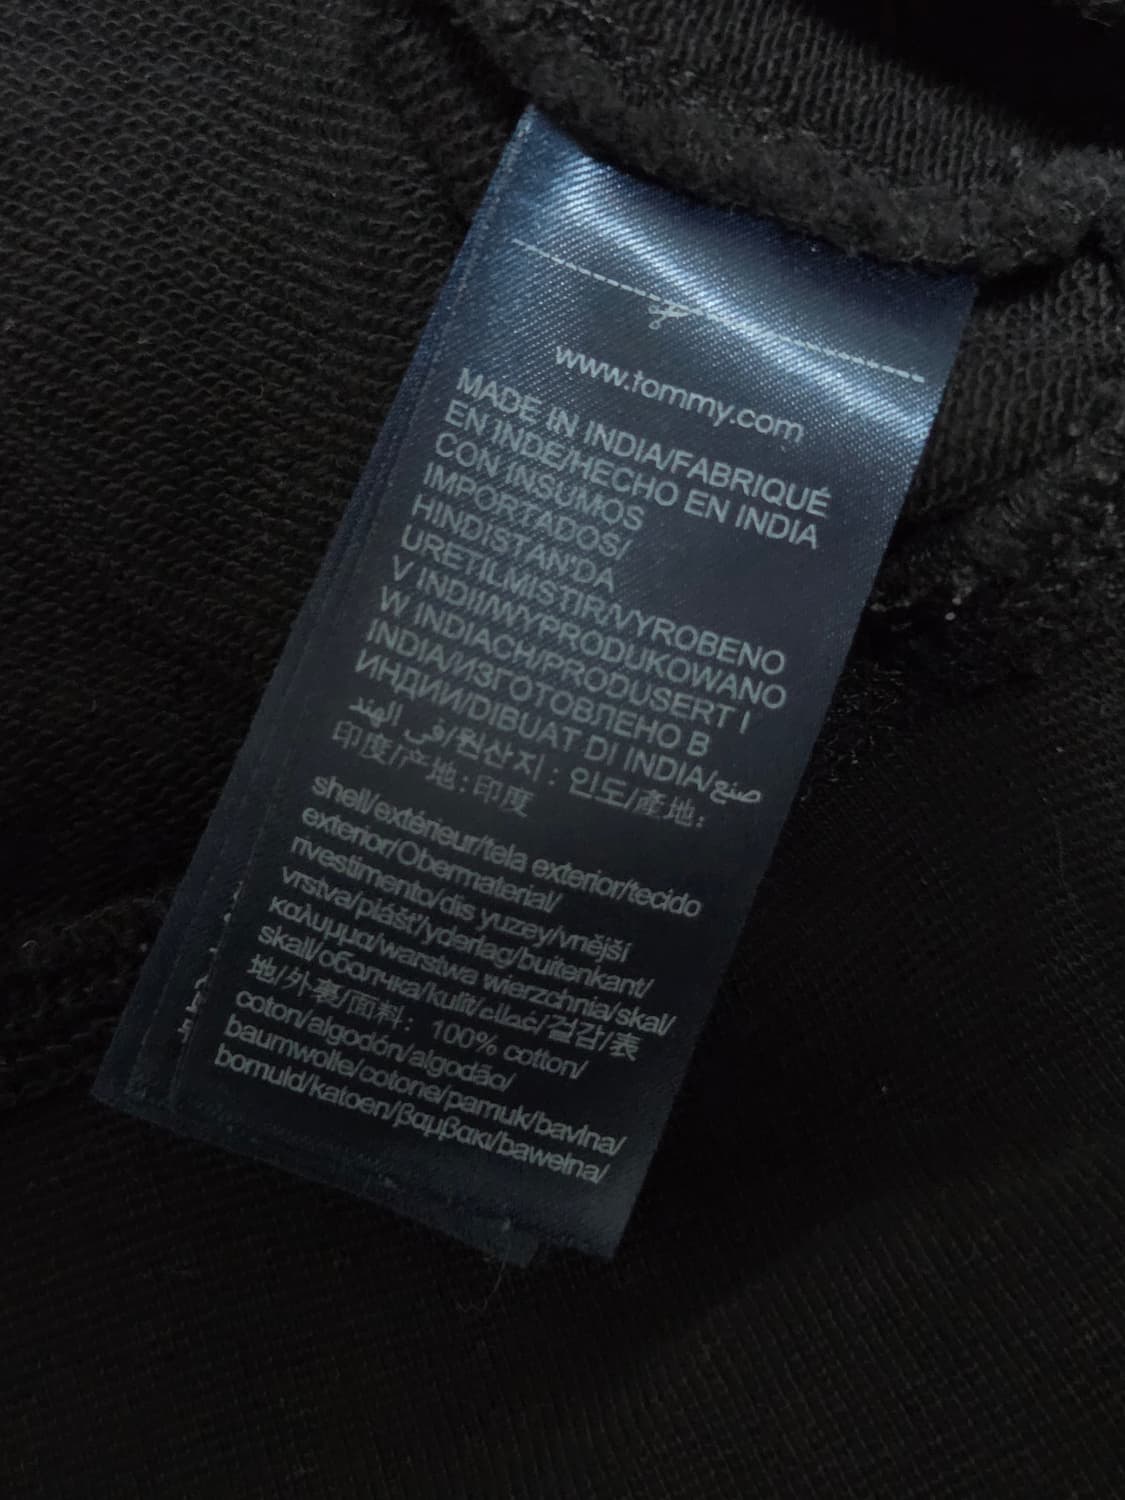 www.tommy.com
MADE IN INDIA/FABRIQUÉ
EN INDE/HECHO EN INDIA
CON INSUMOS
IMPORTADOS/
HINDISTAN'DA
URETILMISTIR/VYROBENO
V INDII/WYPRODUKOWANO
W INDIACH/PRODUSERT I
INDIA/ИЗГОТОВЛЕНО В
ИНДИИ/DIBUAT DI INDIA/صنع
في الهند/원산지 : 인도/產地:
印度/产地: 印度
shell/extérieur/tela exterior/tecido
exterior/Obermaterial/
rivestimento/dis yuzey/vnější
vrstva/plášť/yderlag/buitenkant/
καλυμμα/warstwa wierzchnia/skal/
skall/оболчка/kulit/غطاء/겉감/表
地/外裹/面料: 100% cotton/
coton/algodón/algodão/
baumwolle/cotone/pamuk/bavlna/
bomuld/katoen/βαμβακι/bawełna/